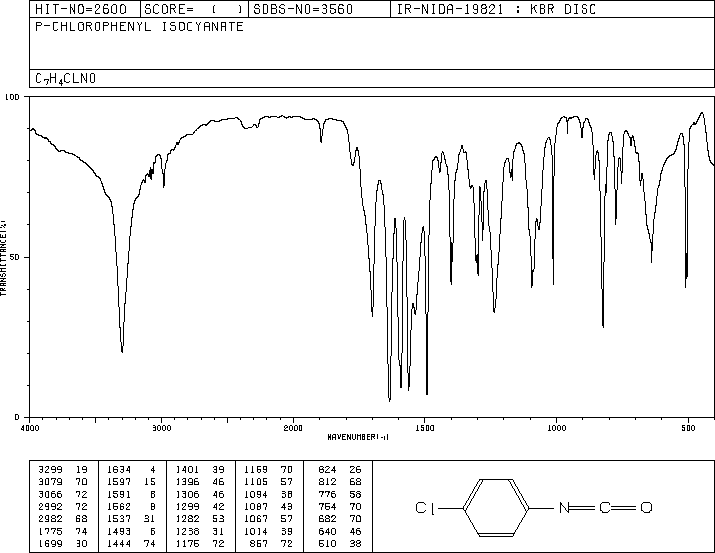 HIT-NO=2600 SCORE= ( ) SDBS-NO=3560 IR-NIDA-19821 : KBR DISC
P-CHLOROPHENYL ISOCYANATE
C7H4CLNO
100
50
0
TRANSMITTANCE(%)
4000 3000 2000 1500 1000 500
WAVENUMBER(-1)
3299 19 1634 4 1401 39 1169 70 824 26
3079 70 1597 15 1396 46 1105 57 812 68
3066 72 1591 8 1306 46 1094 38 776 58
2992 72 1562 8 1299 42 1087 43 754 70
2982 68 1537 31 1282 53 1067 57 682 70
1775 74 1493 6 1238 31 1014 39 640 46
1699 30 1444 74 1175 72 857 72 510 38
Cl N C O